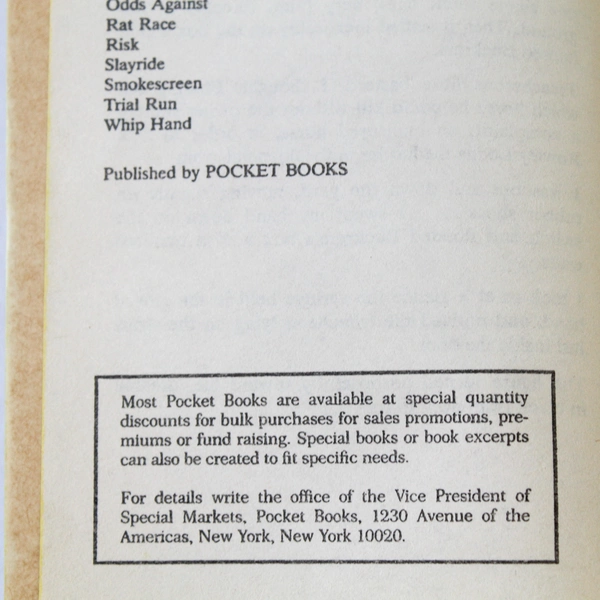 Odds Against
Rat Race
Risk
Slayride
Smokescreen
Trial Run
Whip Hand
Published by POCKET BOOKS
Most Pocket Books are available at special quantity
discounts for bulk purchases for sales promotions, pre-
miums or fund raising. Special books or book excerpts
can also be created to fit specific needs.
For details write the office of the Vice President of
Special Markets, Pocket Books, 1230 Avenue of the
Americas, New York, New York 10020.